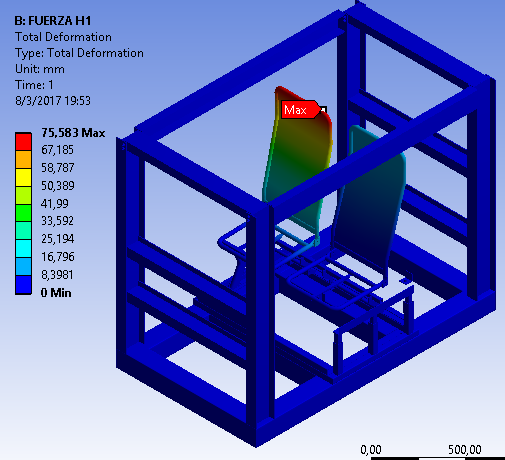 B: FUERZA H1
Total Deformation
Type: Total Deformation
Unit: mm
Time: 1
8/3/2017 19:53
75,583 Max
67,185
58,787
50,389
41,99
33,592
25,194
16,796
8,3981
0 Min
Max
0,00 500,00